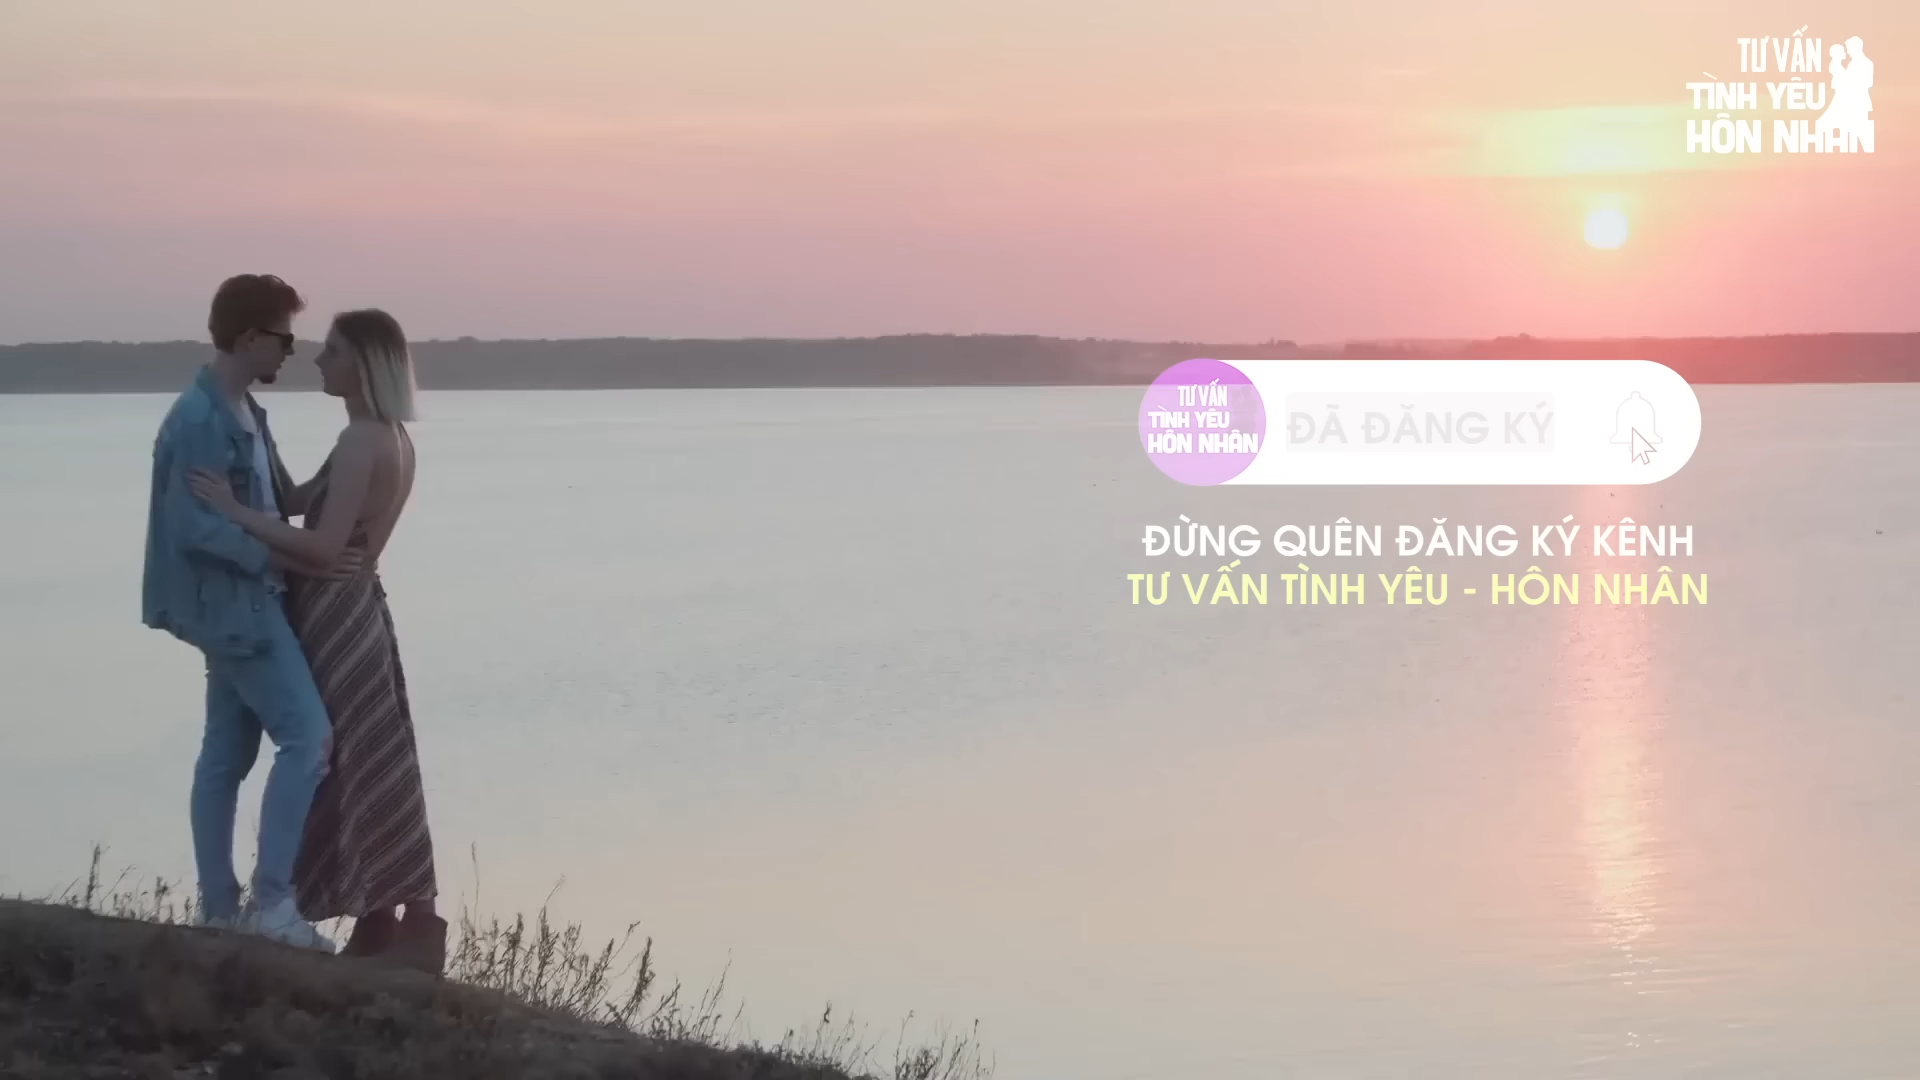 TƯ VẤN
TÌNH YÊU
HÔN NHÂN
TƯ VẤN
TÌNH YÊU
HÔN NHÂN
ĐÃ ĐĂNG KÝ
ĐỪNG QUÊN ĐĂNG KÝ KÊNH
TƯ VẤN TÌNH YÊU - HÔN NHÂN